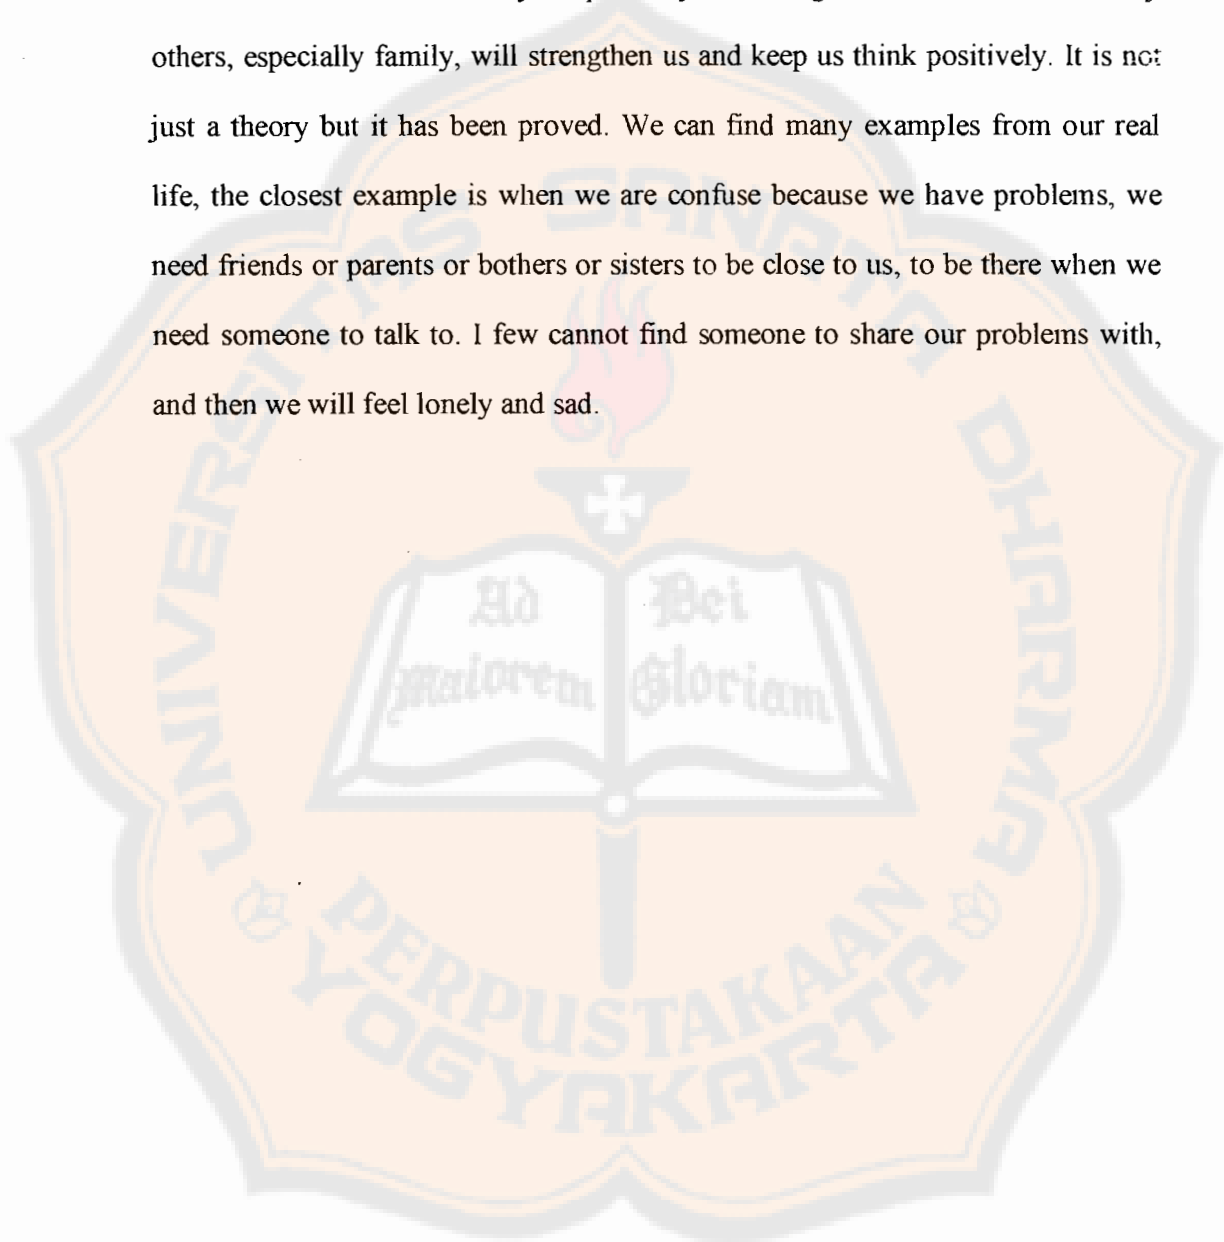 others, especially family, will strengthen us and keep us think positively. It is not
just a theory but it has been proved. We can find many examples from our real
life, the closest example is when we are confuse because we have problems, we
need friends or parents or bothers or sisters to be close to us, to be there when we
need someone to talk to. I few cannot find someone to share our problems with,
and then we will feel lonely and sad.
UNIVERSITAS SANATA DHARMA
Ad Dei
Maiorem Gloriam
PERPUSTAKAAN
YOGYAKARTA